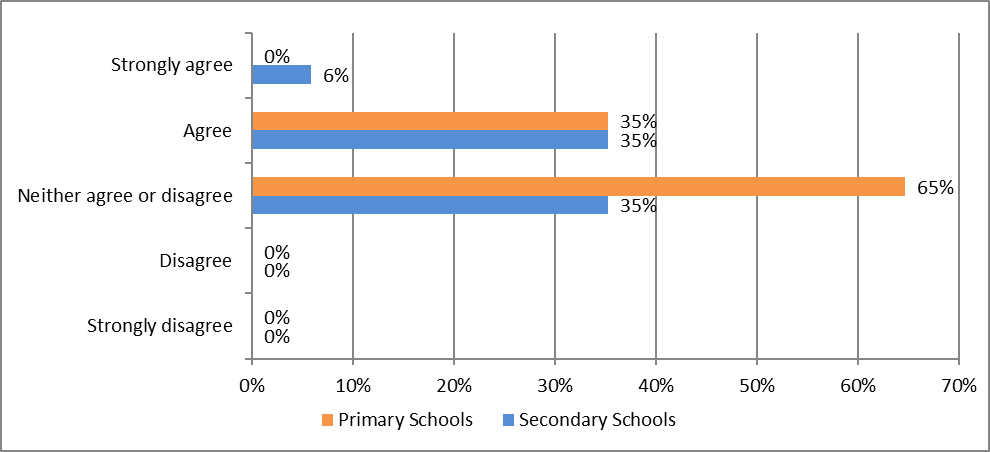 Strongly agree
0%
6%
Agree
35%
35%
Neither agree or disagree
65%
35%
Disagree
0%
0%
Strongly disagree
0%
0%
0% 10% 20% 30% 40% 50% 60% 70%
Primary Schools Secondary Schools